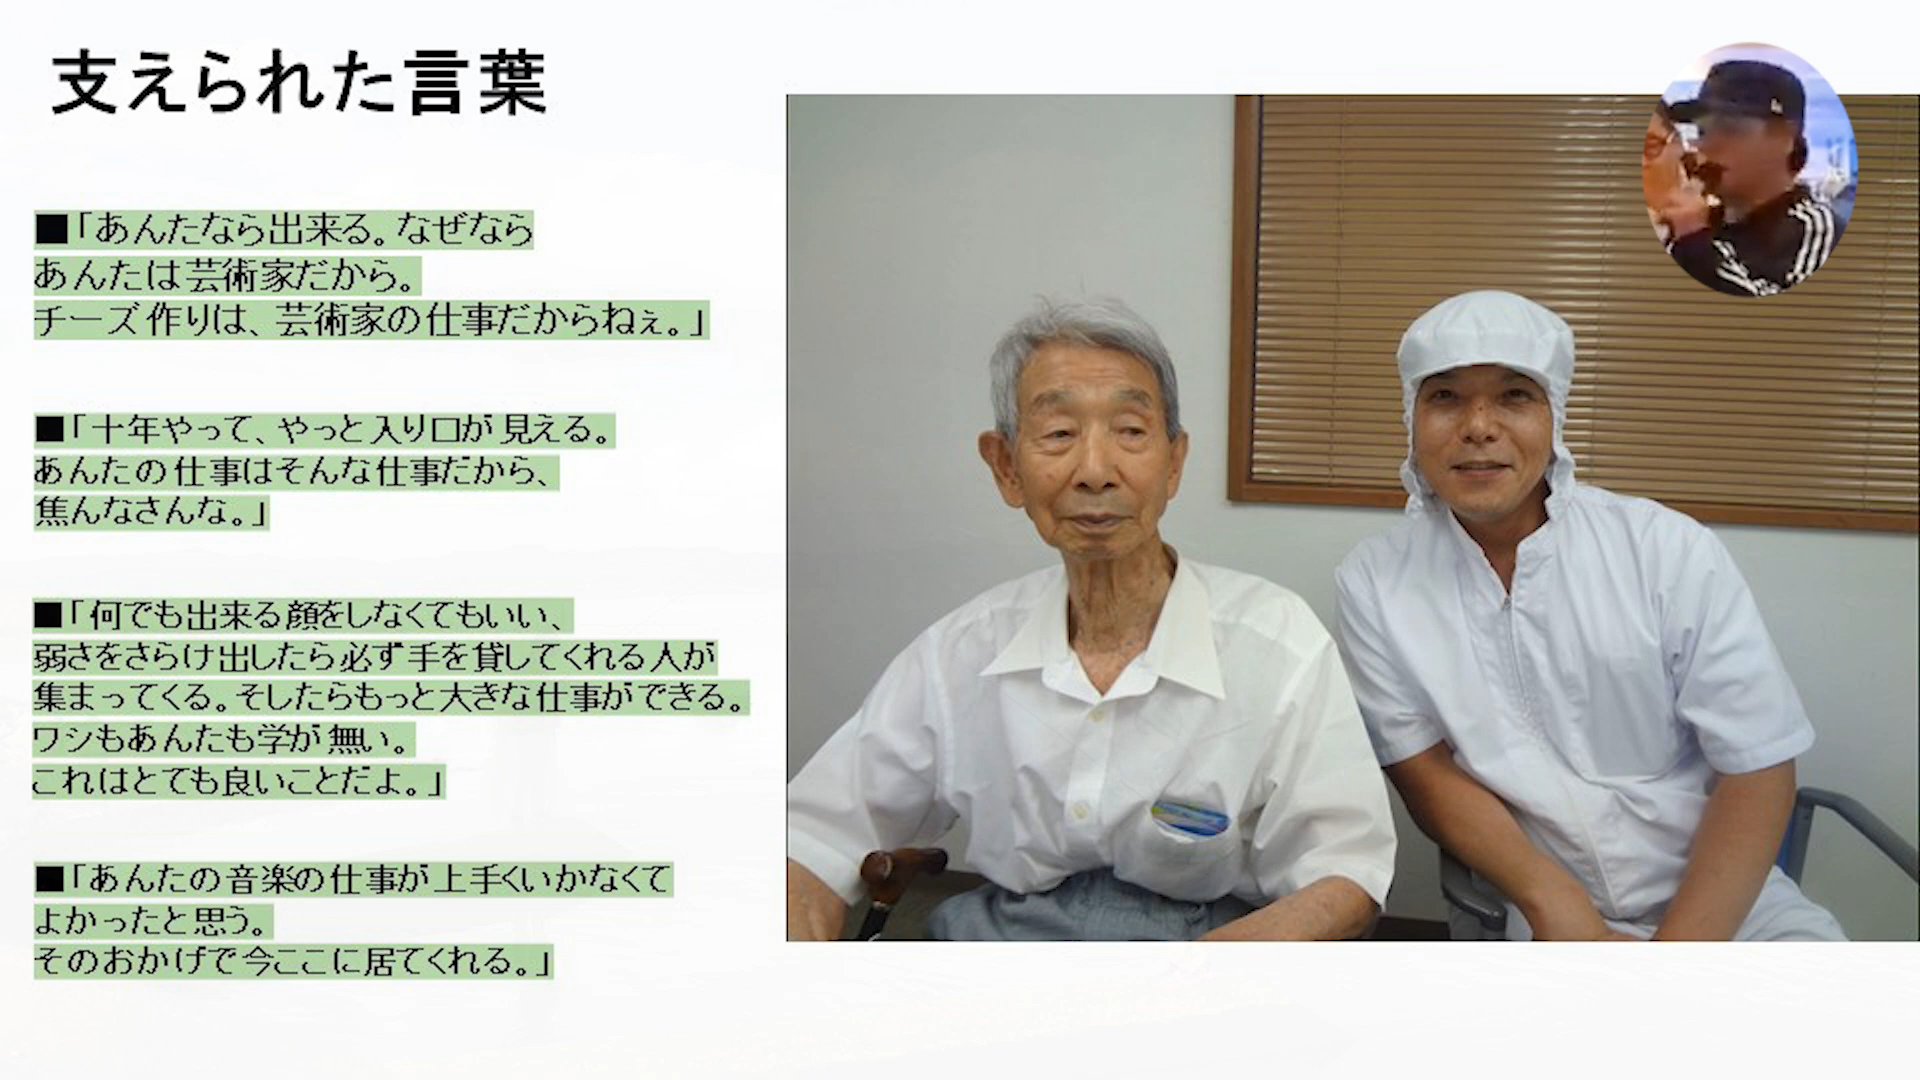 支えられた言葉
■「あんたなら出来る。なぜなら
あんたは芸術家だから。
チーズ作りは、芸術家の仕事だからねぇ。」
■「十年やって、やっと入り口が見える。
あんたの仕事はそんな仕事だから、
焦んなさんな。」
■「何でも出来る顔をしなくてもいい、
弱さをさらけ出したら必ず手を貸してくれる人が
集まってくる。そしたらもっと大きな仕事ができる。
ワシもあんたも学が無い。
これはとても良いことだよ。」
■「あんたの音楽の仕事が上手くいかなくて
よかったと思う。
そのおかげで今ここに居てくれる。」